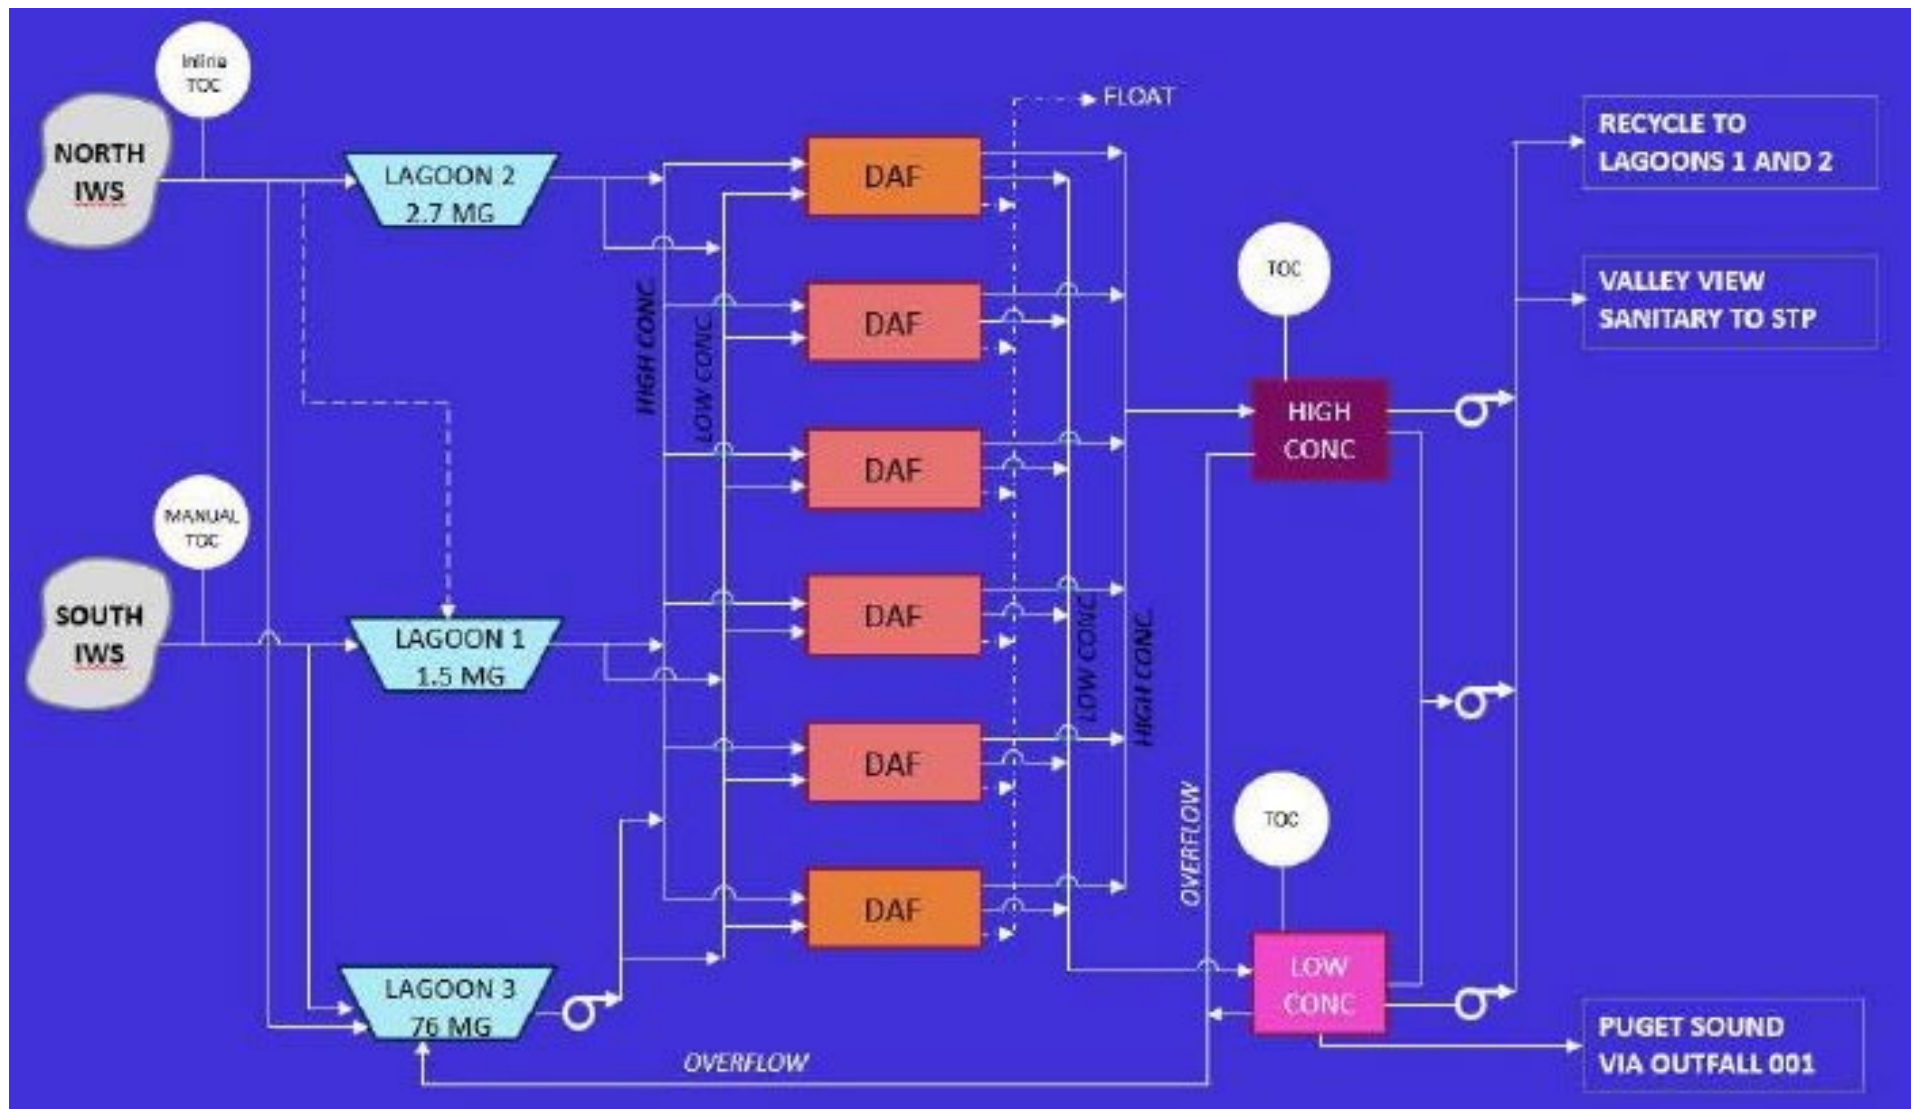 Inline
TOC
NORTH
IWS
LAGOON 2
2.7 MG
FLOAT
DAF
RECYCLE TO
LAGOONS 1 AND 2
VALLEY VIEW
SANITARY TO STP
TOC
HIGH CONC.
LOW CONC.
DAF
HIGH
CONC
DAF
MANUAL
TOC
SOUTH
IWS
LAGOON 1
1.5 MG
DAF
LOW CONC.
HIGH CONC.
DAF
OVERFLOW
TOC
DAF
LAGOON 3
76 MG
LOW
CONC
OVERFLOW
PUGET SOUND
VIA OUTFALL 001